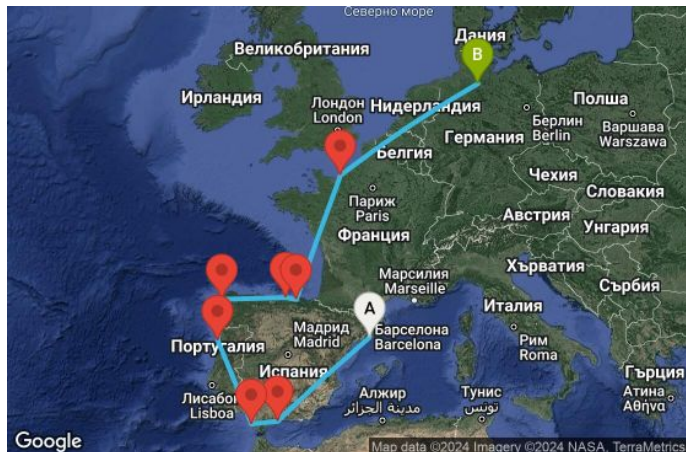 Северно море
Дания
Великобритания
B
Ирландия
Лондон
London
Нидерландия
Полша
Берлин
Berlin
Варшава
Warszawa
Германия
Белгия
Чехия
Париж
Paris
Словакия
Австрия
Унгария
Франция
Хърватия
Марсилия
Marseille
Сърбия
A
Италия
Мадрид
Madrid
Барселона
Barcelona
Португалия
Рим
Roma
Испания
Гърция
Лисабон
Lisboa
Алжир
مدينة الجزائر
Тунис
تونس
Атина
Αθήνα
Google
Map data ©2024 Imagery ©2024 NASA, TerraMetrics